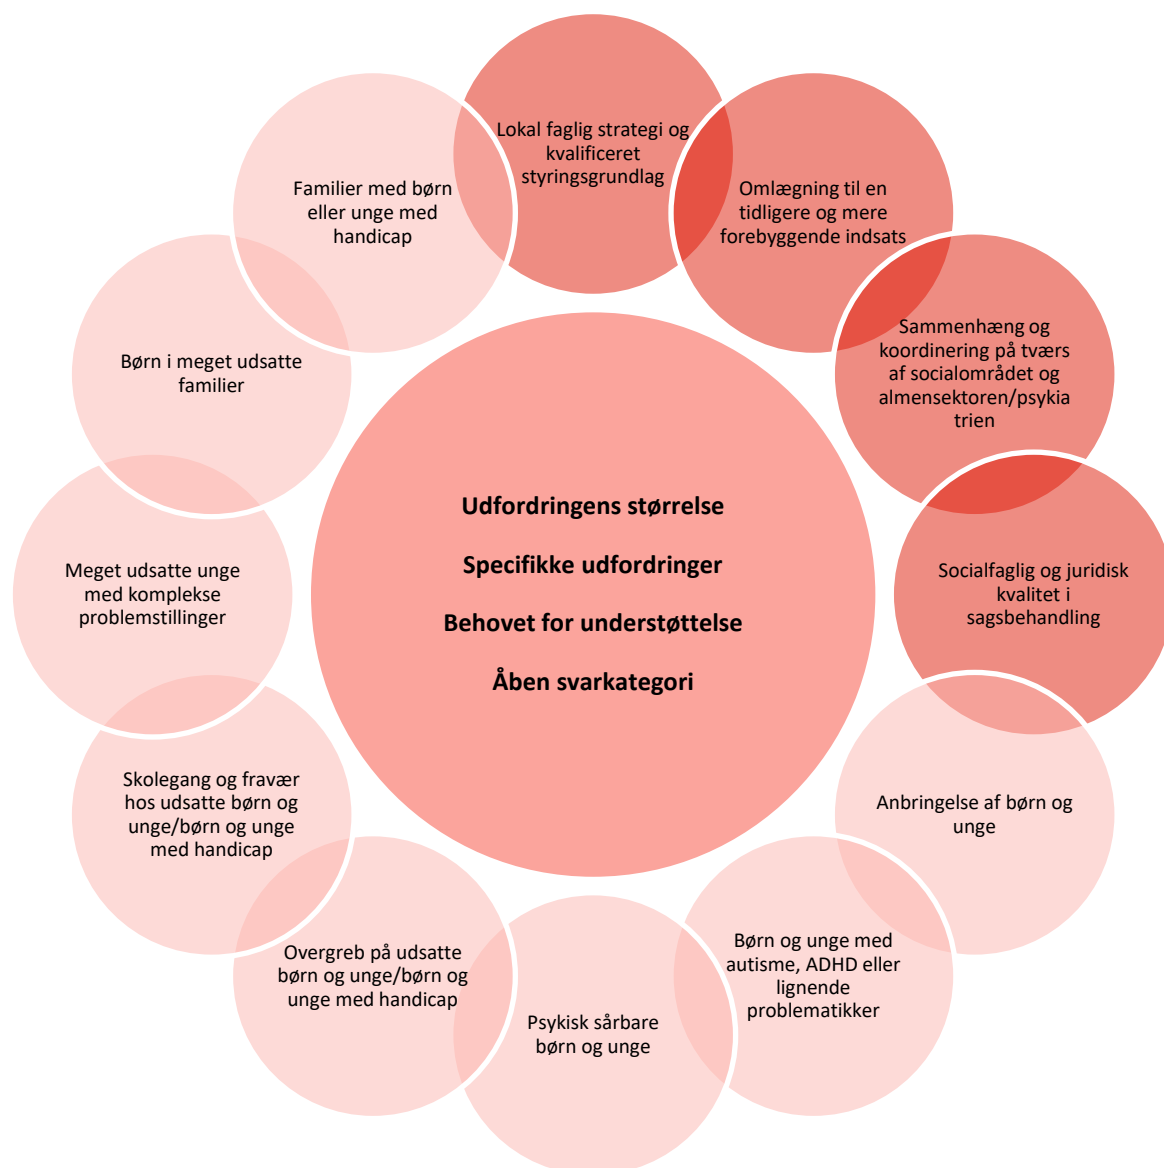 Lokal faglig strategi og
kvalificeret
styringsgrundlag
Omlægning til en
tidligere og mere
forebyggende indsats
Sammenhæng og
koordinering på tværs
af socialområdet og
almensektoren/psykia
trien
Socialfaglig og juridisk
kvalitet i
sagsbehandling
Anbringelse af børn og
unge
Børn og unge med
autisme, ADHD eller
lignende
problematikker
Psykisk sårbare
børn og unge
Overgreb på udsatte
børn og unge/børn og
unge med handicap
Skolegang og fravær
hos udsatte børn og
unge/børn og unge
med handicap
Meget udsatte unge
med komplekse
problemstillinger
Børn i meget udsatte
familier
Familier med børn
eller unge med
handicap
Udfordringens størrelse
Specifikke udfordringer
Behovet for understøttelse
Åben svarkategori